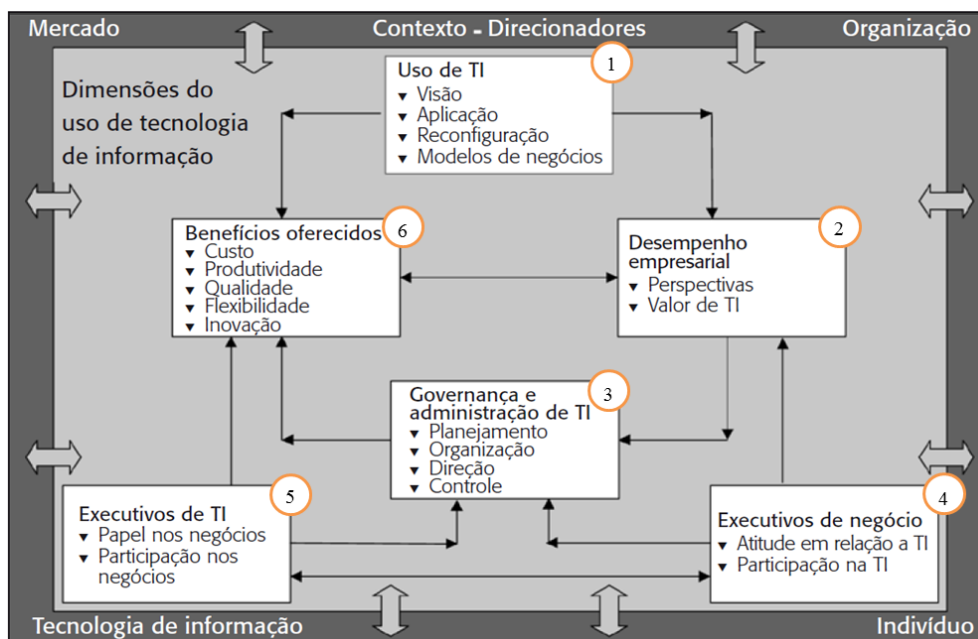 Mercado
Contexto - Direcionadores
Organização
Dimensões do
uso de tecnologia
de informação
1
Uso de TI
▼ Visão
▼ Aplicação
▼ Reconfiguração
▼ Modelos de negócios
6
Benefícios oferecidos
▼ Custo
▼ Produtividade
▼ Qualidade
▼ Flexibilidade
▼ Inovação
2
Desempenho
empresarial
▼ Perspectivas
▼ Valor de TI
3
Governança e
administração de TI
▼ Planejamento
▼ Organização
▼ Direção
▼ Controle
5
Executivos de TI
▼ Papel nos negócios
▼ Participação nos
negócios
4
Executivos de negócio
▼ Atitude em relação a TI
▼ Participação na TI
Tecnologia de informação
Indivíduo